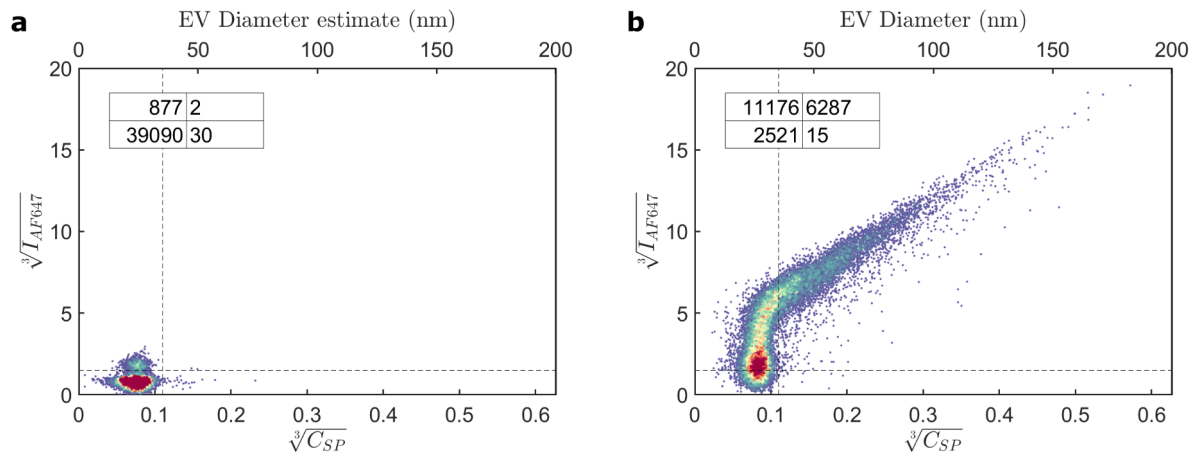 a
EV Diameter estimate (nm)
0 50 100 150 200
20
15
10
5
0
877 2
39090 30
∛I_AF647
0 0.1 0.2 0.3 0.4 0.5 0.6
∛C_SP
b
EV Diameter (nm)
0 50 100 150 200
20
15
10
5
0
11176 6287
2521 15
∛I_AF647
0 0.1 0.2 0.3 0.4 0.5 0.6
∛C_SP